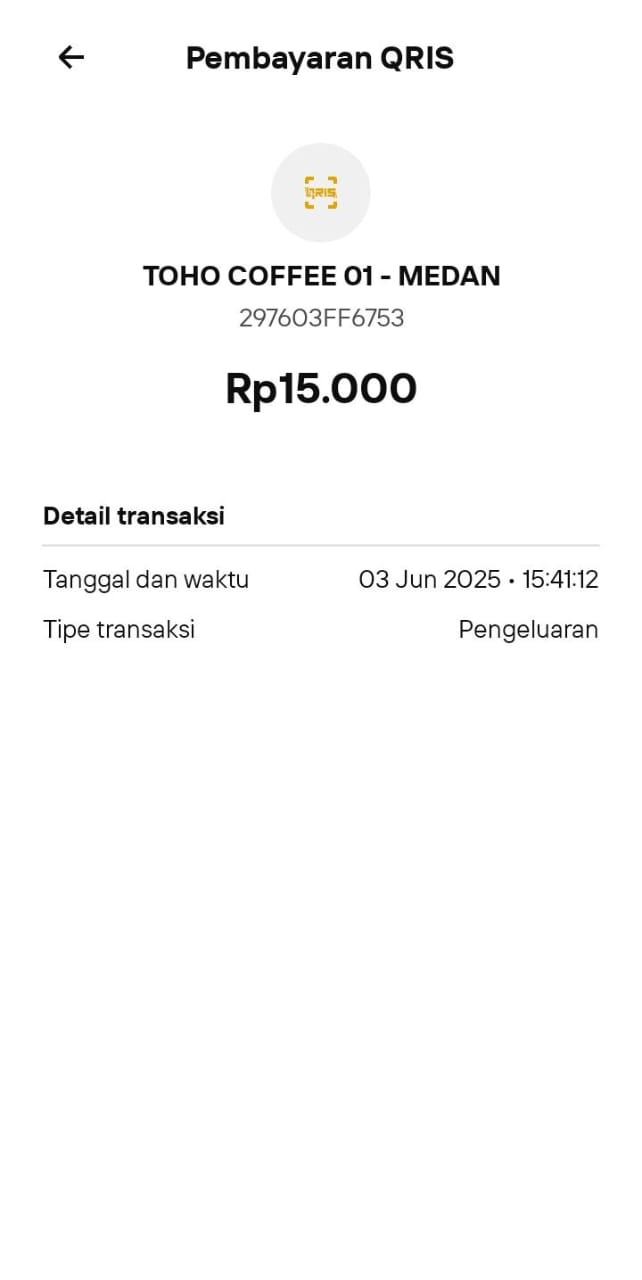 Pembayaran QRIS
QRIS
TOHO COFFEE 01 - MEDAN
297603FF6753
Rp15.000
Detail transaksi
Tanggal dan waktu 03 Jun 2025 • 15:41:12
Tipe transaksi Pengeluaran